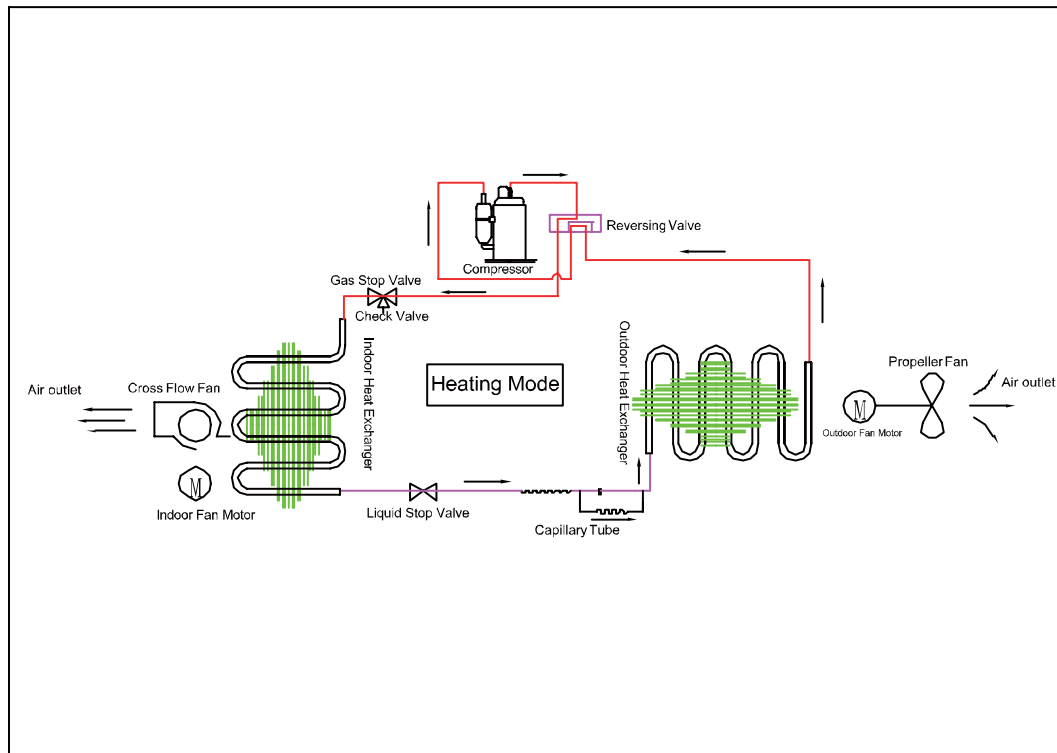 Reversing Valve
Compressor
Gas Stop Valve
Check Valve
Indoor Heat Exchanger
Outdoor Heat Exchanger
Heating Mode
Air outlet
Cross Flow Fan
Propeller Fan
Air outlet
M
Outdoor Fan Motor
M
Indoor Fan Motor
Liquid Stop Valve
Capillary Tube